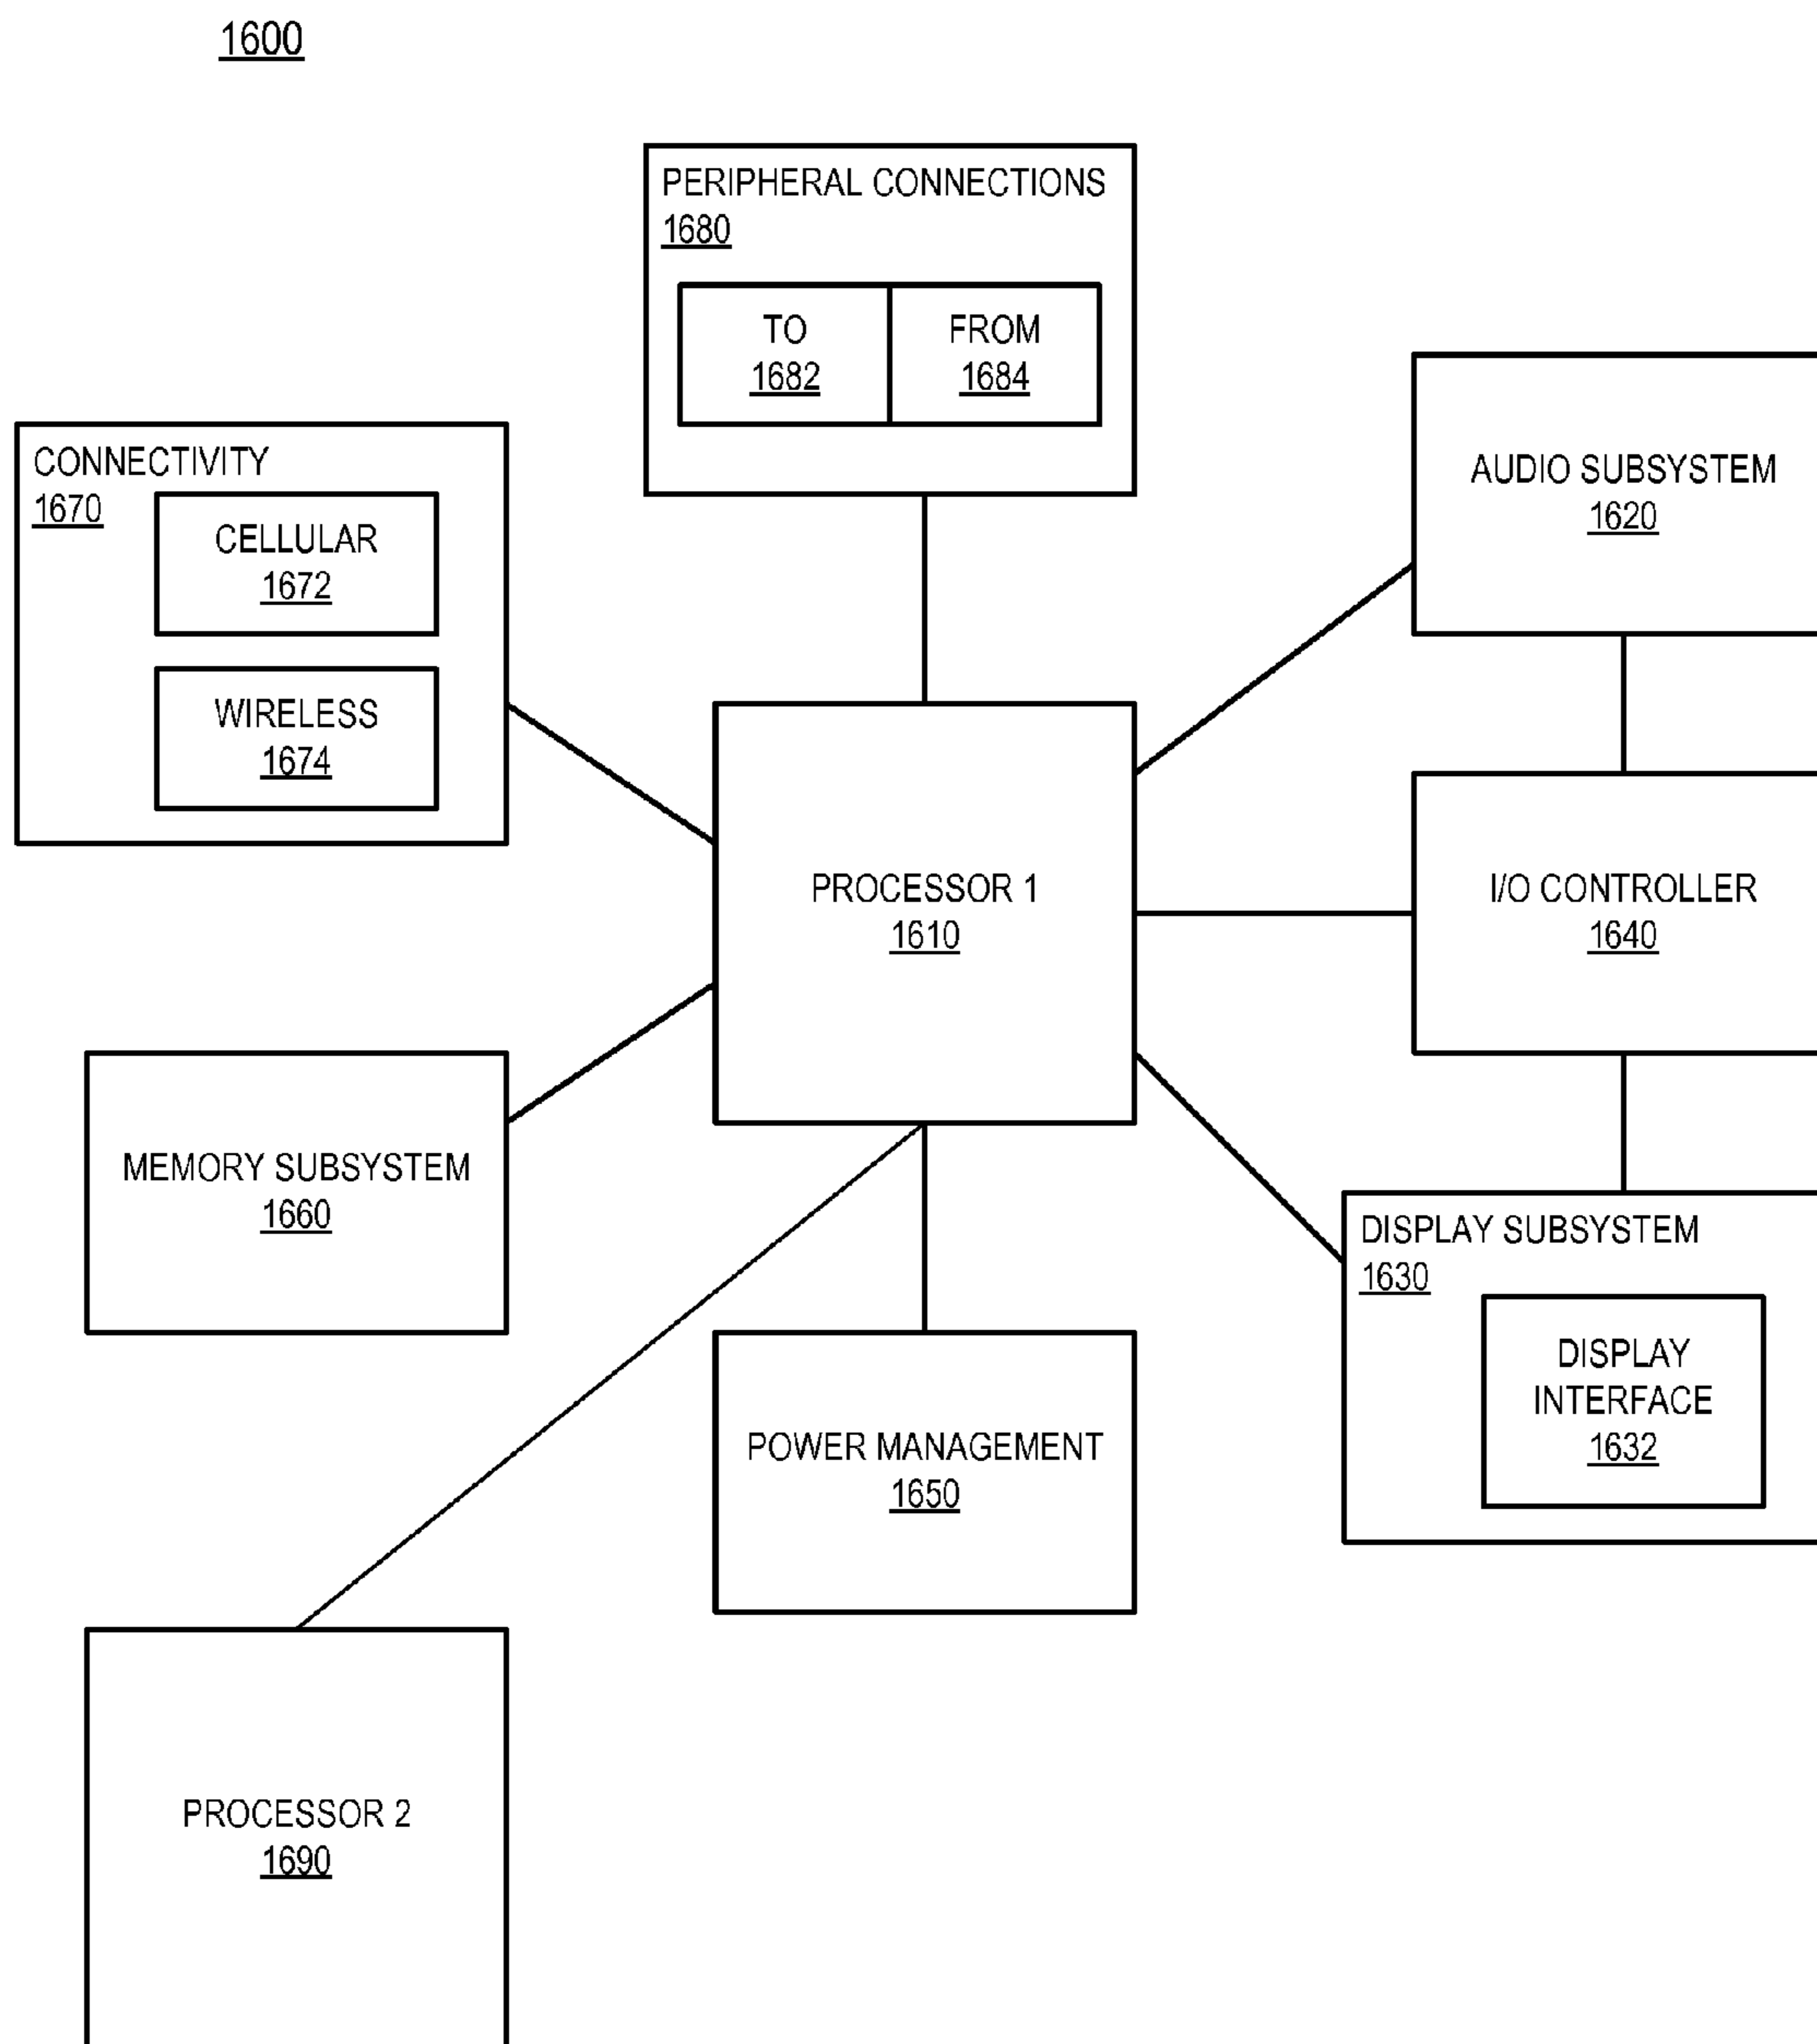 1600
PERIPHERAL CONNECTIONS
1680
TO
1682
FROM
1684
CONNECTIVITY
1670
CELLULAR
1672
WIRELESS
1674
AUDIO SUBSYSTEM
1620
PROCESSOR 1
1610
I/O CONTROLLER
1640
MEMORY SUBSYSTEM
1660
DISPLAY SUBSYSTEM
1630
DISPLAY
INTERFACE
1632
POWER MANAGEMENT
1650
PROCESSOR 2
1690